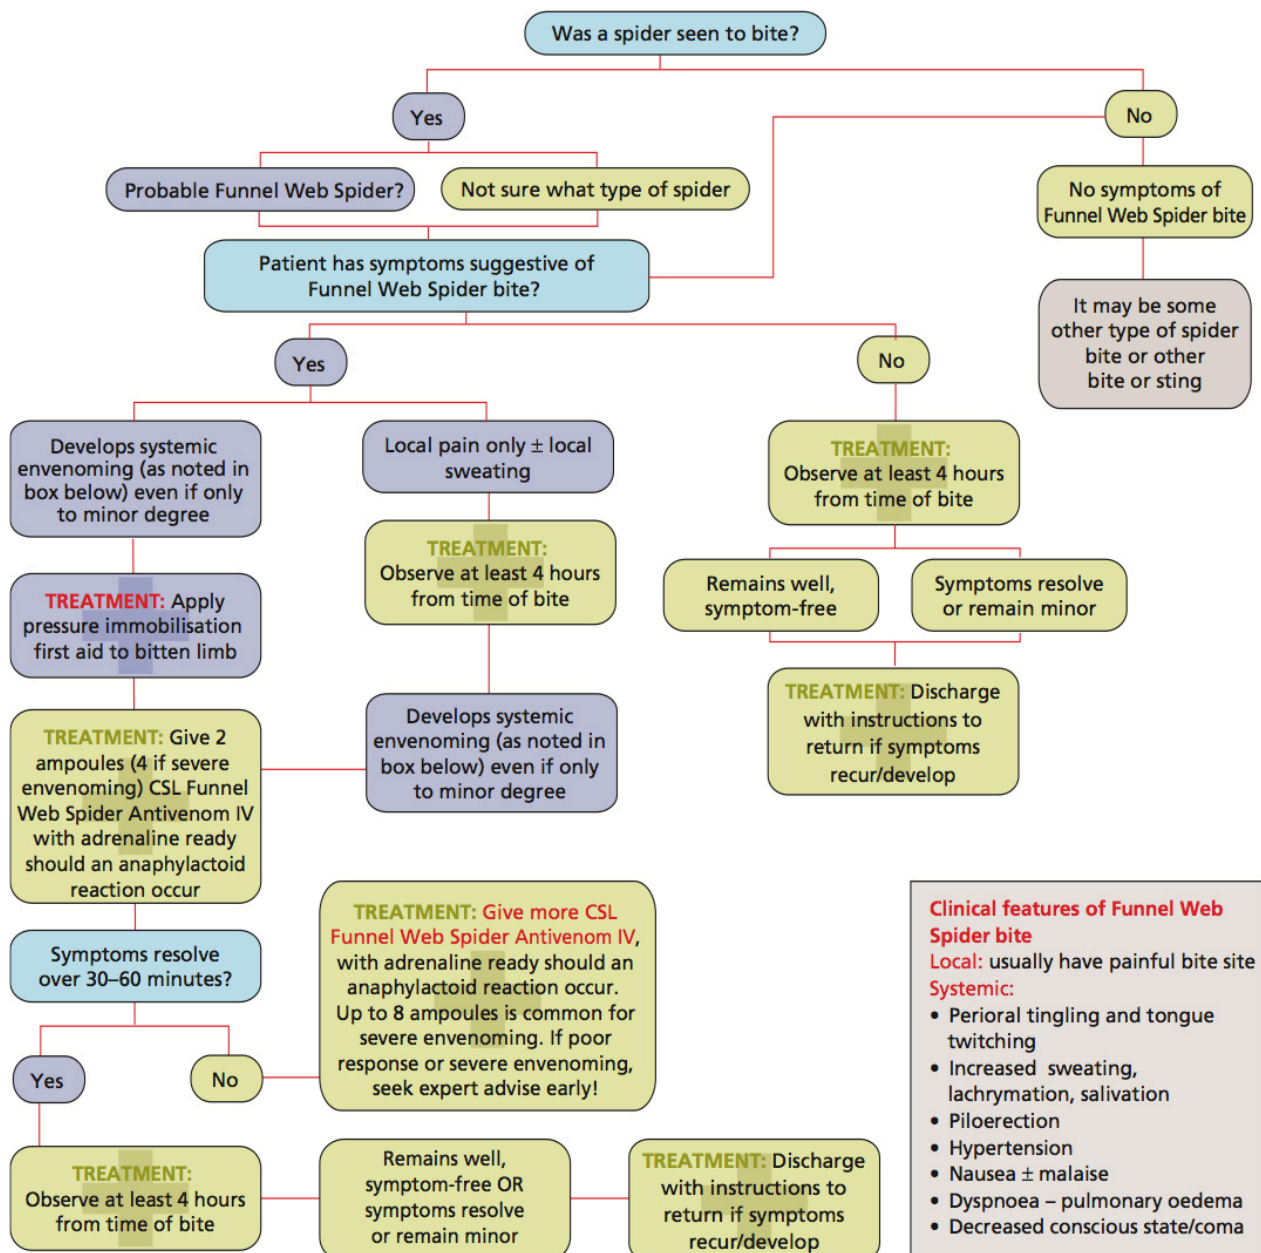 Was a spider seen to bite?
Yes
No
Probable Funnel Web Spider?
Not sure what type of spider
No symptoms of
Funnel Web Spider bite
Patient has symptoms suggestive of
Funnel Web Spider bite?
It may be some
other type of spider
bite or other
bite or sting
Yes
No
Develops systemic
envenoming (as noted in
box below) even if only
to minor degree
Local pain only ± local
sweating
TREATMENT:
Observe at least 4 hours
from time of bite
TREATMENT:
Observe at least 4 hours
from time of bite
Remains well,
symptom-free
Symptoms resolve
or remain minor
TREATMENT: Apply
pressure immobilisation
first aid to bitten limb
TREATMENT: Discharge
with instructions to
return if symptoms
recur/develop
Develops systemic
envenoming (as noted in
box below) even if only
to minor degree
TREATMENT: Give 2
ampoules (4 if severe
envenoming) CSL Funnel
Web Spider Antivenom IV
with adrenaline ready
should an anaphylactoid
reaction occur
TREATMENT: Give more CSL
Funnel Web Spider Antivenom IV,
with adrenaline ready should an
anaphylactoid reaction occur.
Up to 8 ampoules is common for
severe envenoming. If poor
response or severe envenoming,
seek expert advise early!
Symptoms resolve
over 30–60 minutes?
Yes
No
TREATMENT:
Observe at least 4 hours
from time of bite
Remains well,
symptom-free OR
symptoms resolve
or remain minor
TREATMENT: Discharge
with instructions to
return if symptoms
recur/develop
Clinical features of Funnel Web
Spider bite
Local: usually have painful bite site
Systemic:
• Perioral tingling and tongue
twitching
• Increased sweating,
lachrymation, salivation
• Piloerection
• Hypertension
• Nausea ± malaise
• Dyspnoea – pulmonary oedema
• Decreased conscious state/coma